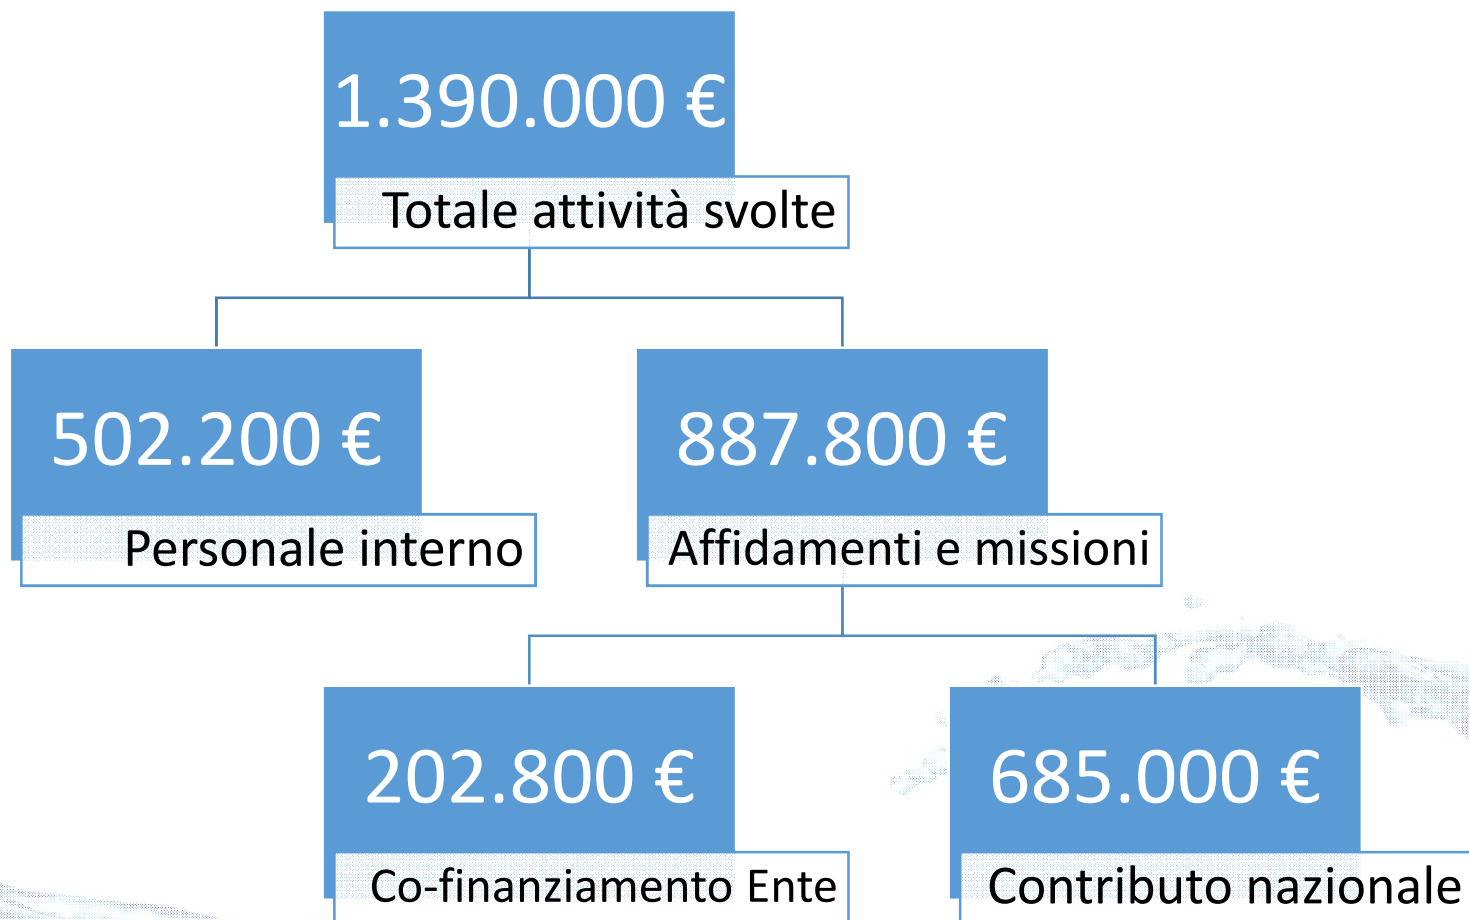 1.390.000 €
Totale attività svolte
502.200 €
Personale interno
887.800 €
Affidamenti e missioni
202.800 €
Co-finanziamento Ente
685.000 €
Contributo nazionale